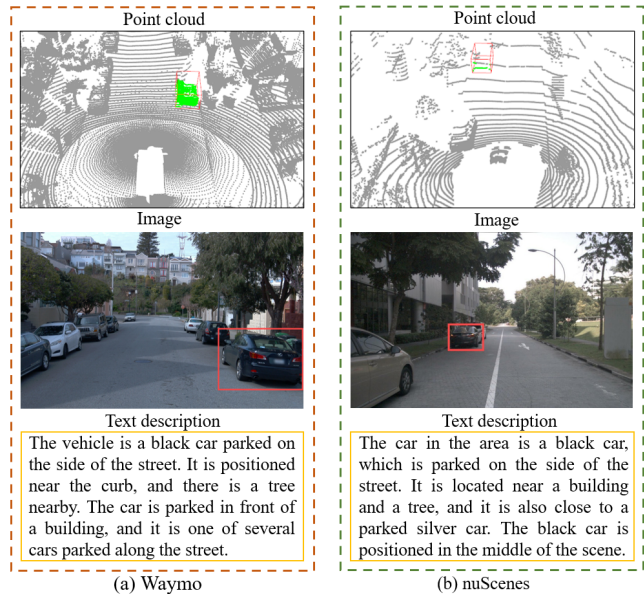 Point cloud
Image
Text description
The vehicle is a black car parked on
the side of the street. It is positioned
near the curb, and there is a tree
nearby. The car is parked in front of
a building, and it is one of several
cars parked along the street.
(a) Waymo
Point cloud
Image
Text description
The car in the area is a black car,
which is parked on the side of the
street. It is located near a building
and a tree, and it is also close to a
parked silver car. The black car is
positioned in the middle of the scene.
(b) nuScenes